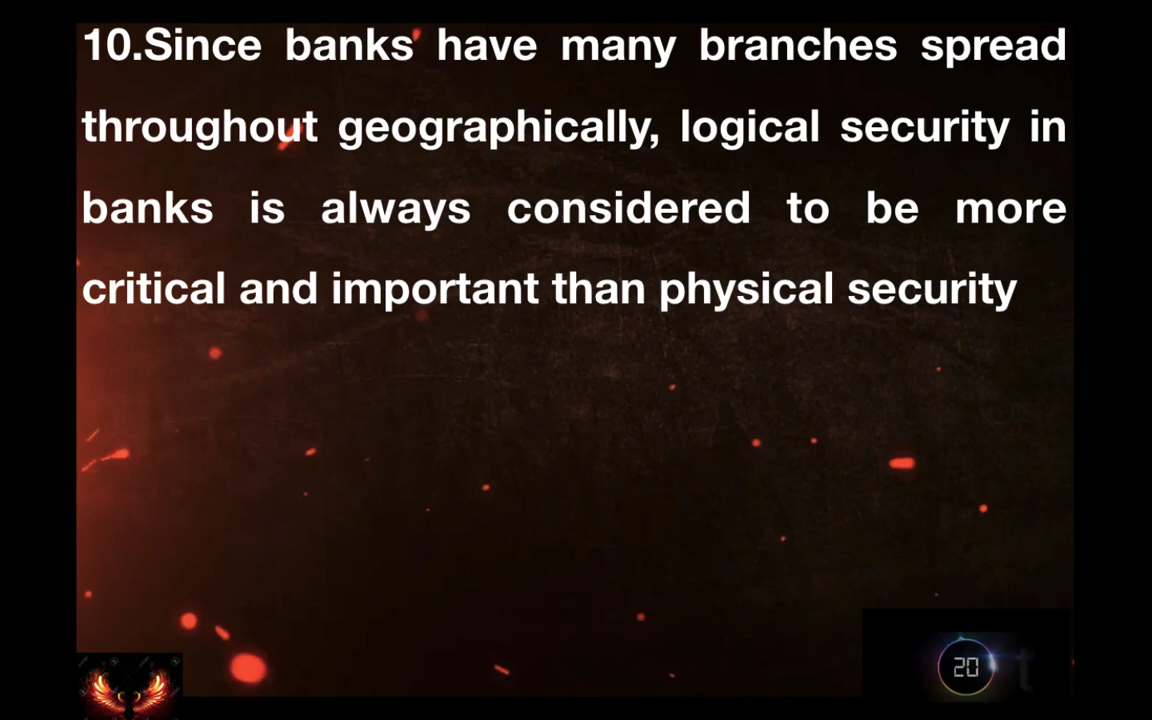 10.Since banks have many branches spread
throughout geographically, logical security in
banks is always considered to be more
critical and important than physical security
20